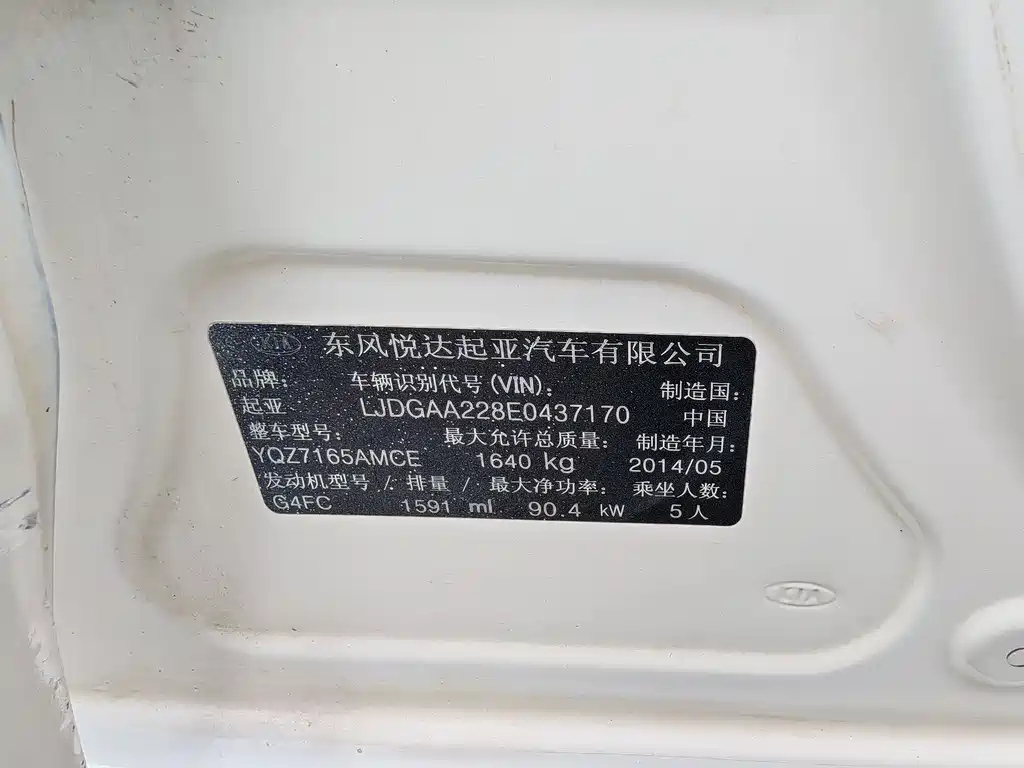 KIA 东风悦达起亚汽车有限公司
品牌： 车辆识别代号(VIN)： 制造国：
起亚 LJDGAA228E0437170 中国
整车型号： 最大允许总质量： 制造年月：
YQZ7165AMCE 1640 kg 2014/05
发动机型号 / 排量 / 最大净功率： 乘坐人数：
G4FC 1591 ml 90.4 kW 5人
KIA